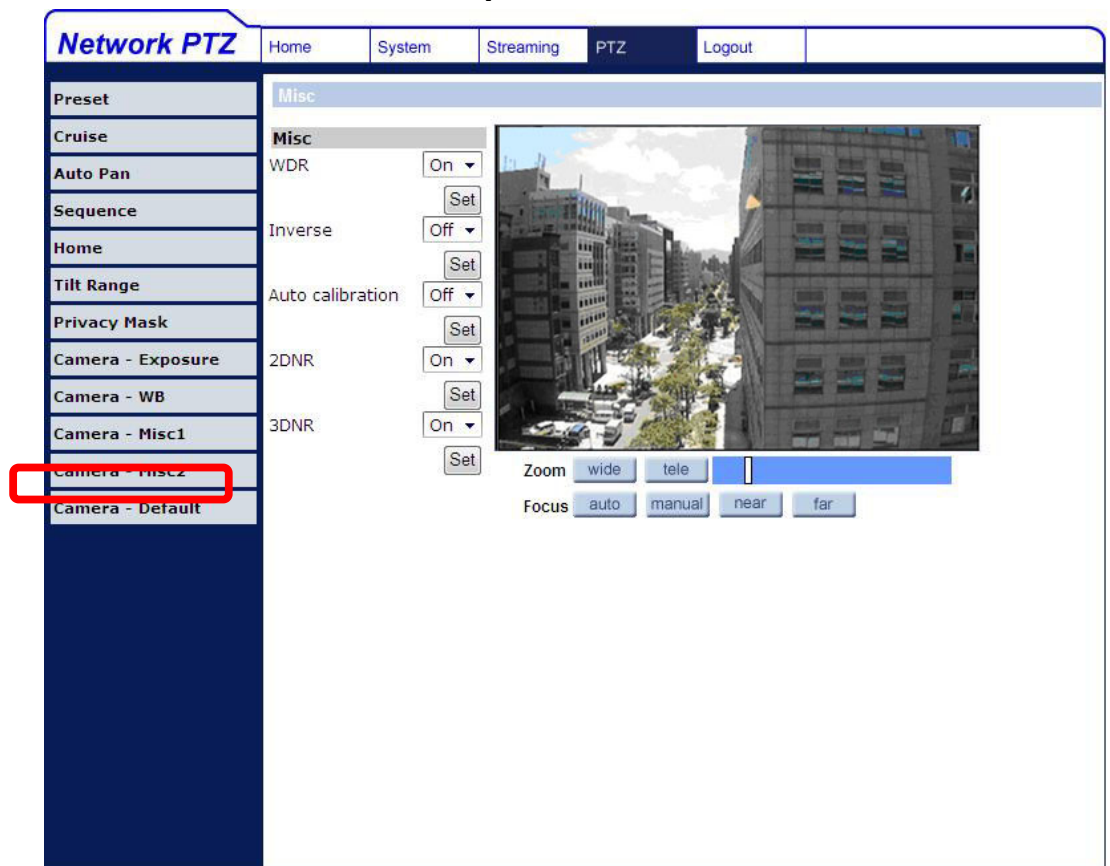 Network PTZ
Home System Streaming PTZ Logout
Preset
Cruise
Auto Pan
Sequence
Home
Tilt Range
Privacy Mask
Camera - Exposure
Camera - WB
Camera - Misc1
Camera - Misc2
Camera - Default
Misc
Misc
WDR On
Set
Inverse Off
Set
Auto calibration Off
Set
2DNR On
Set
3DNR On
Set
Zoom wide tele
Focus auto manual near far